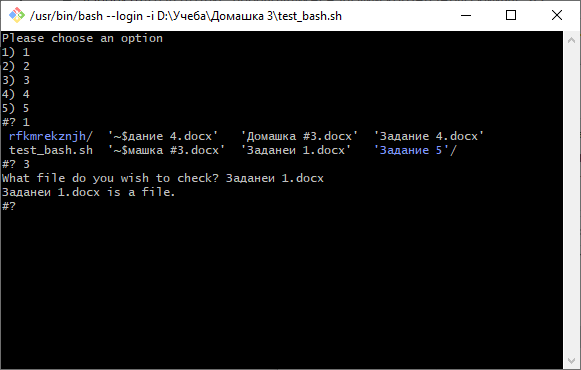 /usr/bin/bash --login -i D:\Учеба\Домашка 3\test_bash.sh
Please choose an option
1) 1
2) 2
3) 3
4) 4
5) 5
#? 1
rfkmrekznjh/  '~$дание 4.docx'   'Домашка #3.docx'  'Задание 4.docx'
test_bash.sh  '~$машка #3.docx'  'Заданеи 1.docx'   'Задание 5'/
#? 3
What file do you wish to check? Заданеи 1.docx
Заданеи 1.docx is a file.
#?